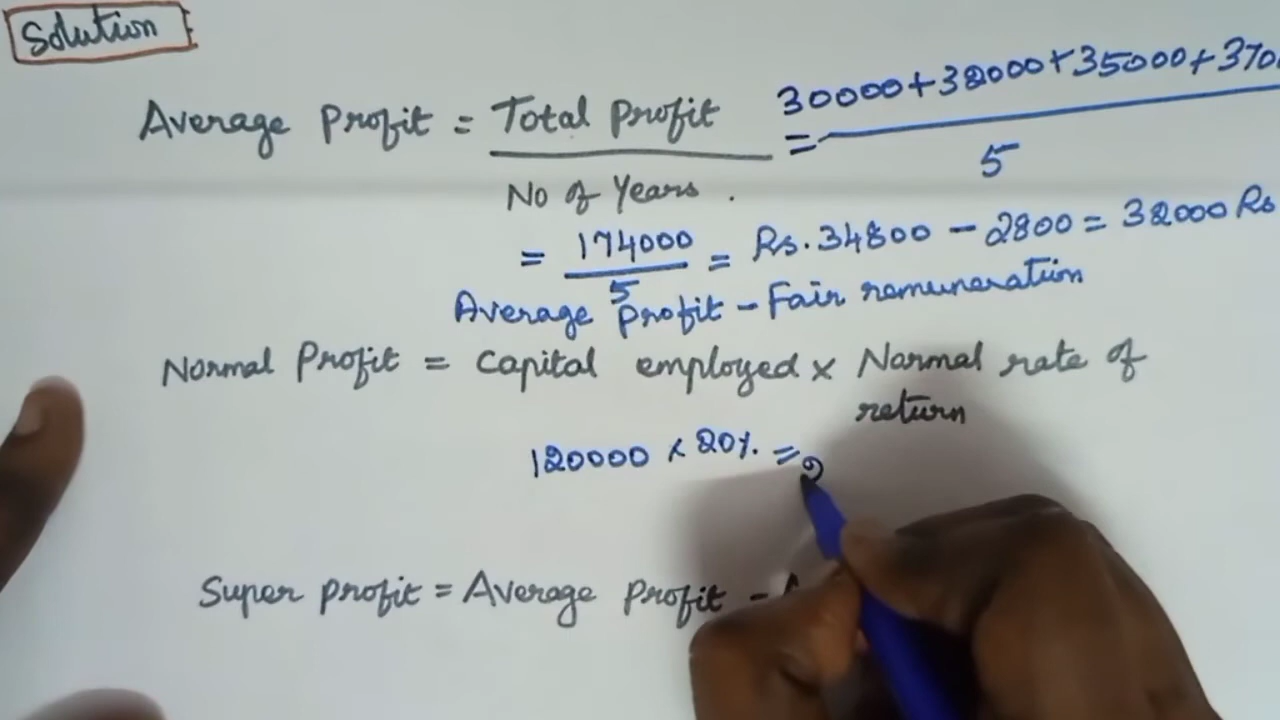 Solution
Average Profit = Total Profit
No of Years .
= 30000+32000+35000+370
5
= 174000 = Rs. 34800 - 2800 = 32000 Rs
5
Average Profit - Fair remuneration
Normal Profit = Capital employed x Narmal rate of
return
120000 x 20%. =
Super Profit = Average Profit -